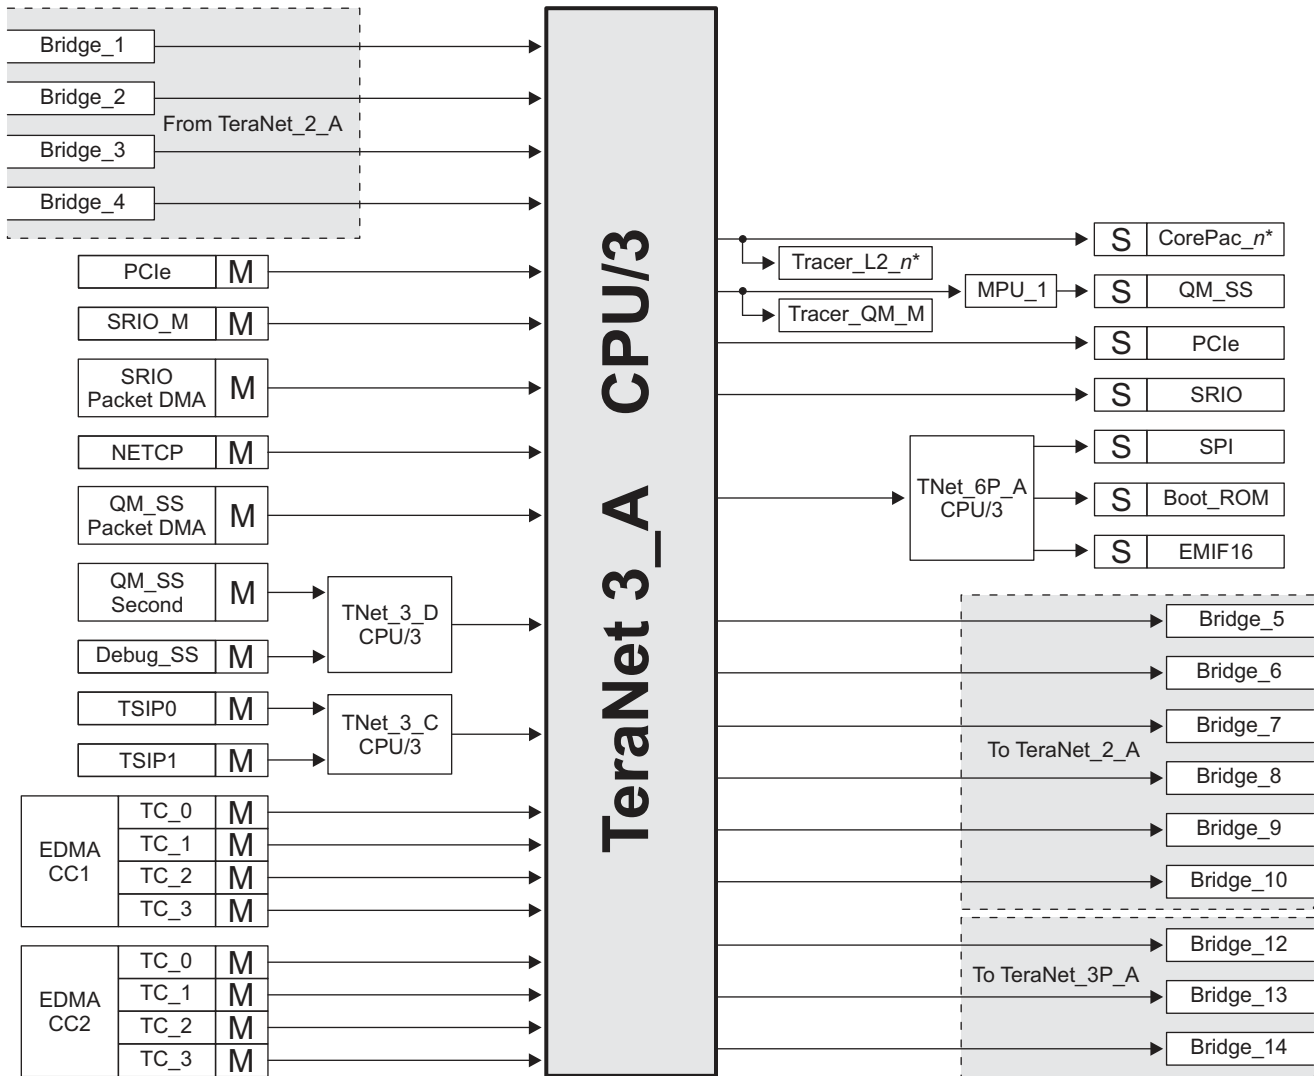 Bridge_1
Bridge_2
From TeraNet_2_A
Bridge_3
Bridge_4
PCIe M
SRIO_M M
SRIO
Packet DMA
M
NETCP M
QM_SS
Packet DMA
M
QM_SS
Second
M
Debug_SS M
TNet_3_D
CPU/3
TSIP0 M
TSIP1 M
TNet_3_C
CPU/3
EDMA
CC1
TC_0 M
TC_1 M
TC_2 M
TC_3 M
EDMA
CC2
TC_0 M
TC_1 M
TC_2 M
TC_3 M
TeraNet 3_A CPU/3
S CorePac_n*
Tracer_L2_n*
MPU_1
S QM_SS
Tracer_QM_M
S PCIe
S SRIO
TNet_6P_A
CPU/3
S SPI
S Boot_ROM
S EMIF16
Bridge_5
Bridge_6
Bridge_7
To TeraNet_2_A
Bridge_8
Bridge_9
Bridge_10
Bridge_12
To TeraNet_3P_A
Bridge_13
Bridge_14